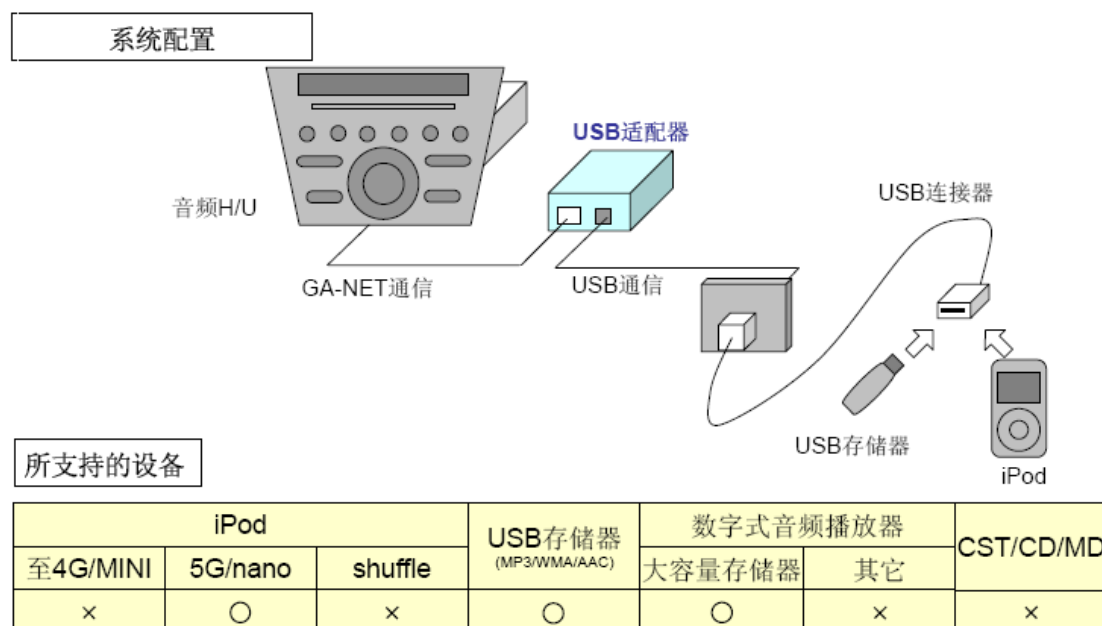 系统配置
USB适配器
USB连接器
音频H/U
GA-NET通信
USB通信
USB存储器
iPod
所支持的设备
iPod
USB存储器
(MP3/WMA/AAC)
数字式音频播放器
CST/CD/MD
至4G/MINI
5G/nano
shuffle
大容量存储器
其它
× ○ × ○ ○ × ×